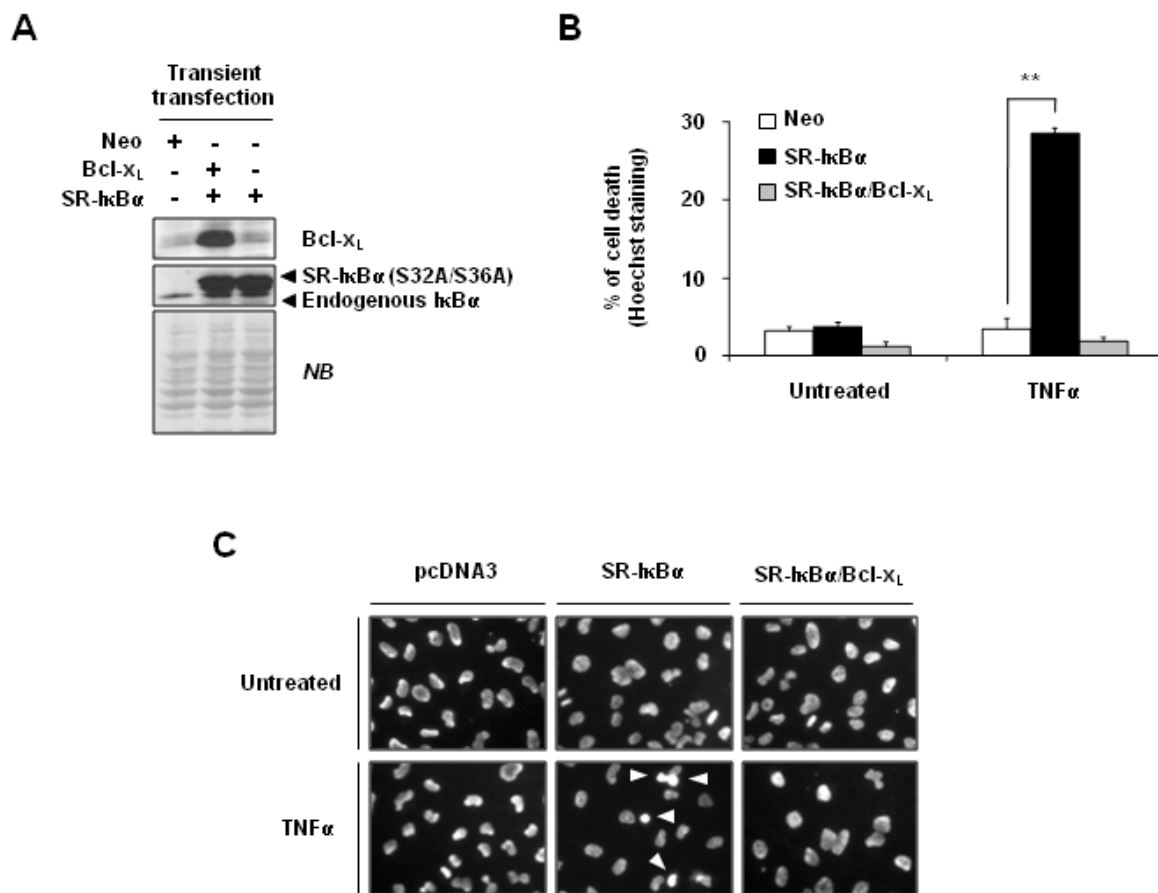 A
Transient
transfection
Neo + - -
Bcl-xL - + -
SR-IκBα - + +
Bcl-xL
SR-IκBα (S32A/S36A)
Endogenous IκBα
NB
B
**
Neo
SR-IκBα
SR-IκBα/Bcl-xL
% of cell death
(Hoechst staining)
30
20
10
0
Untreated
TNFα
C
pcDNA3
SR-IκBα
SR-IκBα/Bcl-xL
Untreated
TNFα